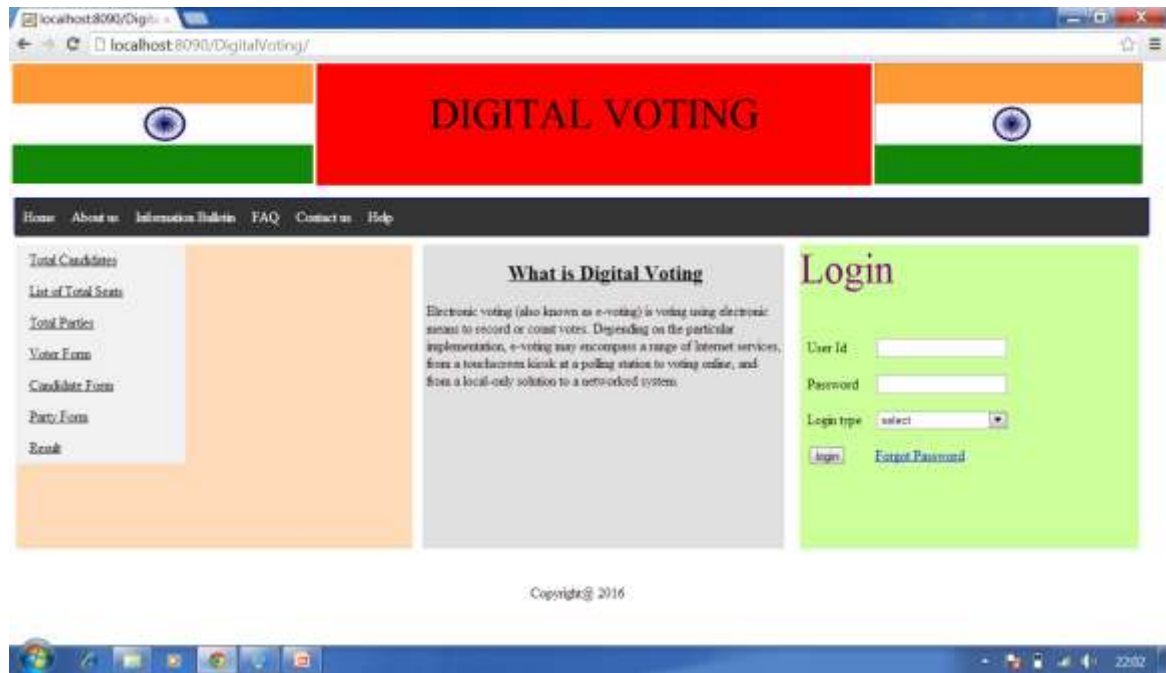 localhost:8090/Digita
localhost:8090/DigitalVoting/
DIGITAL VOTING
Home About us Information Bulletin FAQ Contact us Help
Total Candidates
List of Total Seats
Total Parties
Voter Form
Candidate Form
Party Form
Result
What is Digital Voting
Electronic voting (also known as e-voting) is voting using electronic
means to record or count votes. Depending on the particular
implementation, e-voting may encompass a range of Internet services,
from a touchscreen kiosk at a polling station to voting online, and
from a local-only solution to a networked system.
Login
User Id
Password
Login type select
login Forgot Password
Copyright@ 2016
22:02